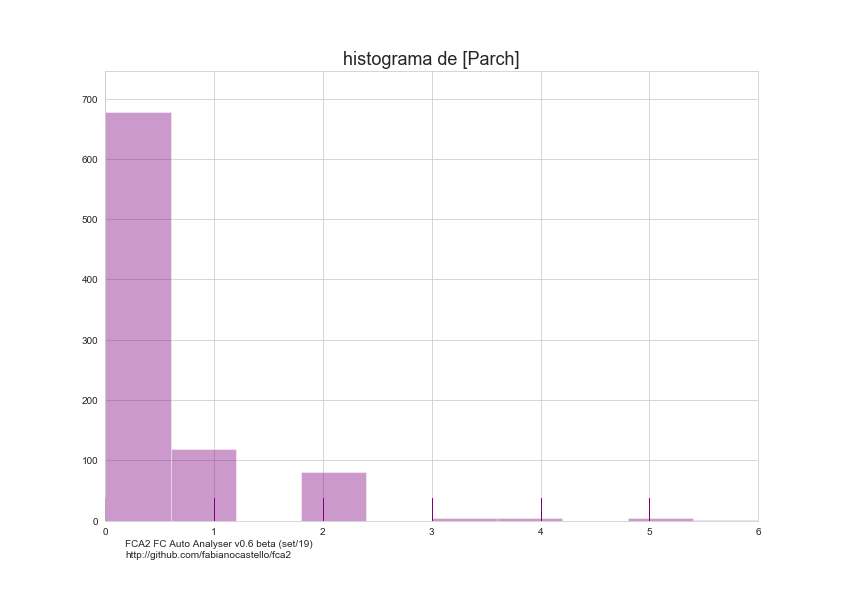 histograma de [Parch]
700
600
500
400
300
200
100
0
0 1 2 3 4 5 6
FCA2 FC Auto Analyser v0.6 beta (set/19)
http://github.com/fabianocastello/fca2